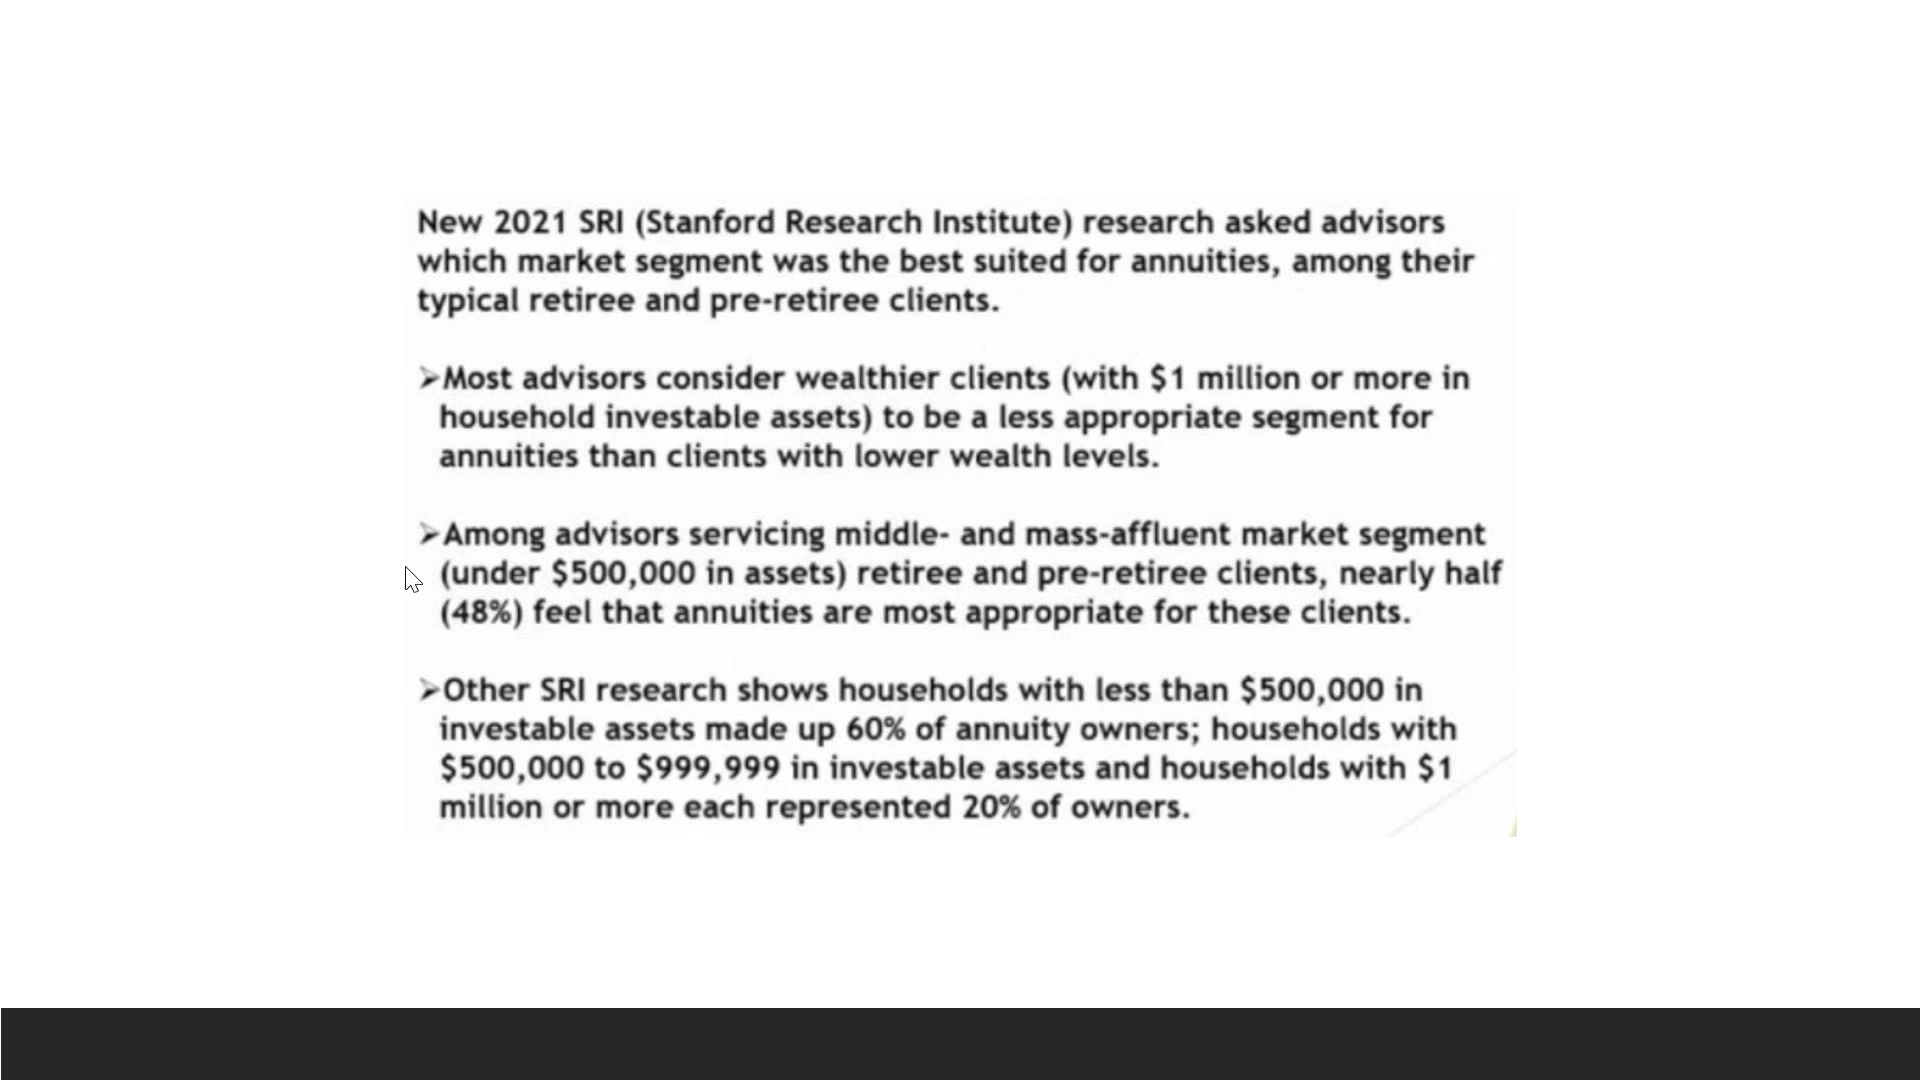 New 2021 SRI (Stanford Research Institute) research asked advisors
which market segment was the best suited for annuities, among their
typical retiree and pre-retiree clients.
➢Most advisors consider wealthier clients (with $1 million or more in
household investable assets) to be a less appropriate segment for
annuities than clients with lower wealth levels.
➢Among advisors servicing middle- and mass-affluent market segment
(under $500,000 in assets) retiree and pre-retiree clients, nearly half
(48%) feel that annuities are most appropriate for these clients.
➢Other SRI research shows households with less than $500,000 in
investable assets made up 60% of annuity owners; households with
$500,000 to $999,999 in investable assets and households with $1
million or more each represented 20% of owners.